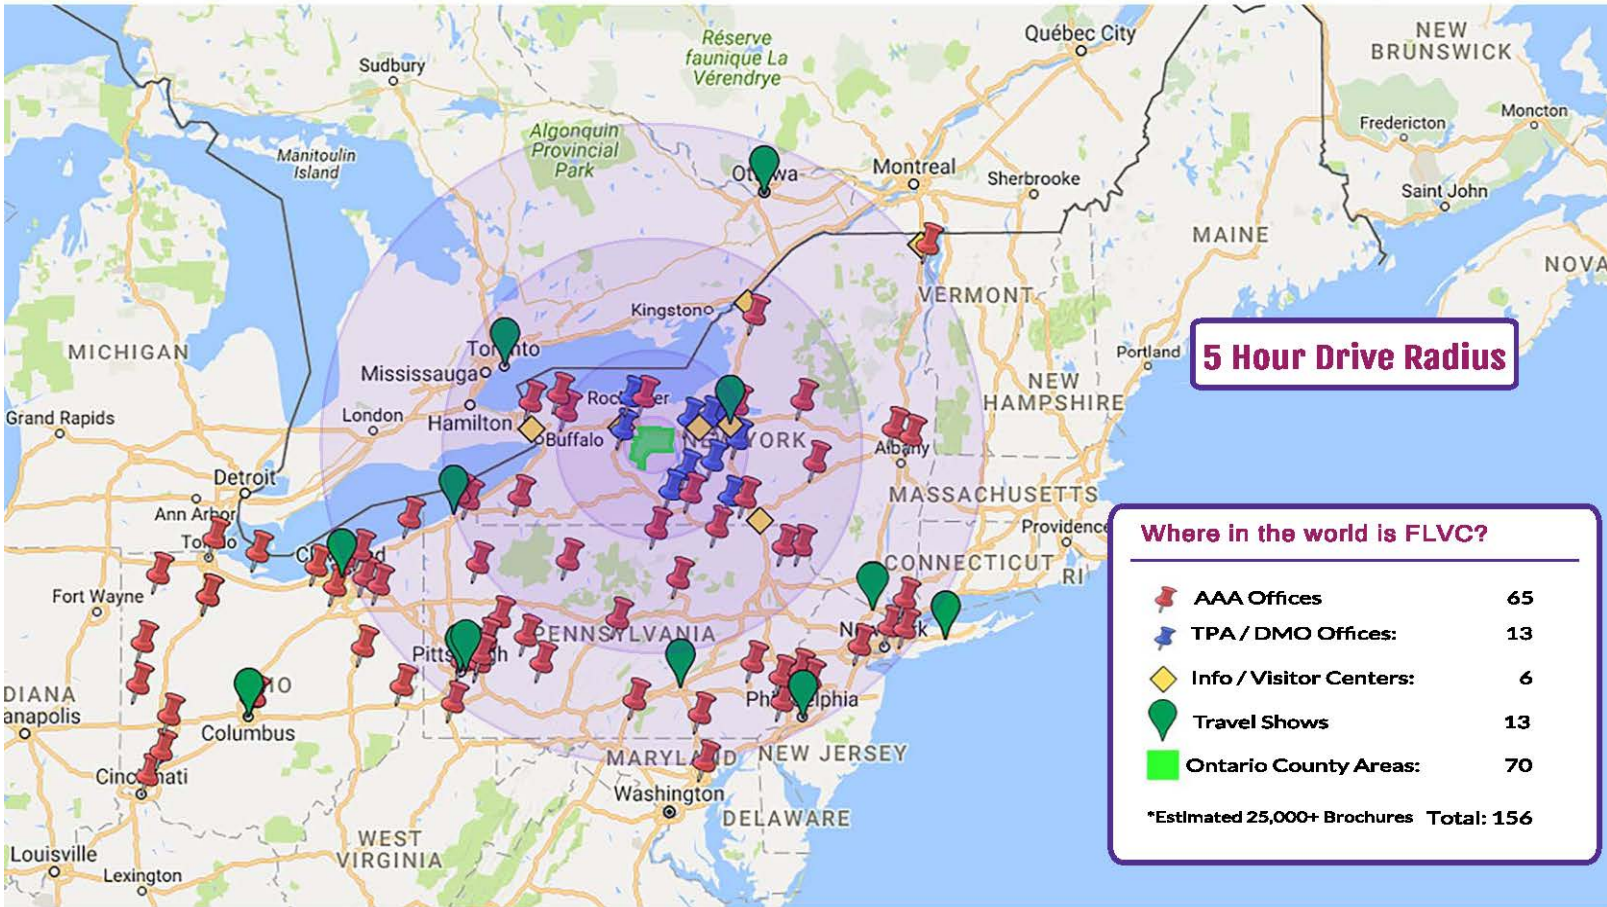 Québec City
NEW
BRUNSWICK
Réserve
faunique La
Vérendrye
Sudbury
Moncton
Fredericton
Algonquin
Provincial
Park
Manitoulin
Island
Montreal
Sherbrooke
Saint John
MAINE
NOVA
VERMONT
Kingston
MICHIGAN
Mississauga
Portland
5 Hour Drive Radius
NEW
HAMPSHIRE
London
Grand Rapids
Hamilton
Buffalo
Albany
Detroit
MASSACHUSETTS
Ann Arbor
Providence
CONNECTICUT
RI
Fort Wayne
PENNSYLVANIA
DIANA
anapolis
Columbus
MARYLAND
NEW JERSEY
Washington
DELAWARE
WEST
VIRGINIA
Louisville
Lexington
Where in the world is FLVC?
AAA Offices 65
TPA / DMO Offices: 13
Info / Visitor Centers: 6
Travel Shows 13
Ontario County Areas: 70
*Estimated 25,000+ Brochures Total: 156